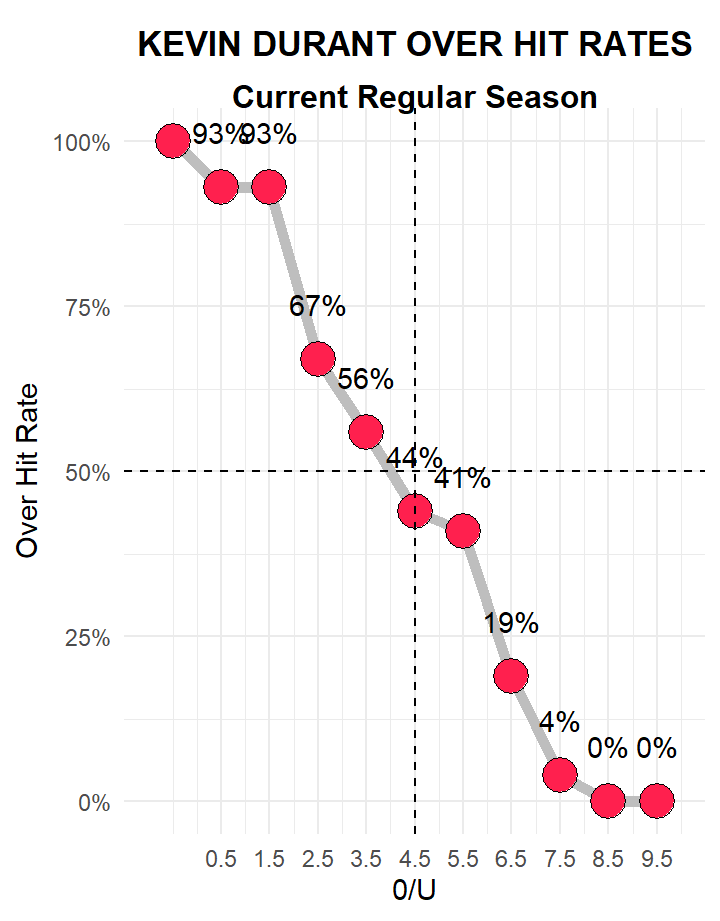 KEVIN DURANT OVER HIT RATES
Current Regular Season
93% 93%
100%
67%
75%
56%
44%
50%
41%
19%
25%
4%
0% 0%
0%
Over Hit Rate
0.5 1.5 2.5 3.5 4.5 5.5 6.5 7.5 8.5 9.5
0/U